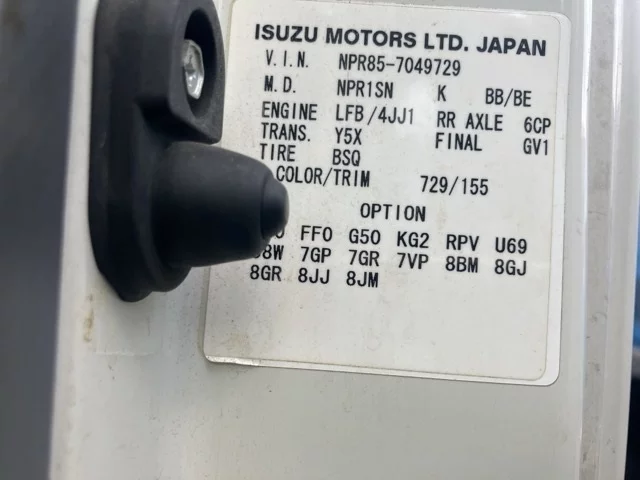 ISUZU MOTORS LTD. JAPAN
V.I.N. NPR85-7049729
M.D. NPR1SN K BB/BE
ENGINE LFB/4JJ1 RR AXLE 6CP
TRANS. Y5X FINAL GV1
TIRE BSQ
COLOR/TRIM 729/155
OPTION
FF0 G50 KG2 RPV U69
7GP 7GR 7VP 8BM 8GJ
8GR 8JJ 8JM